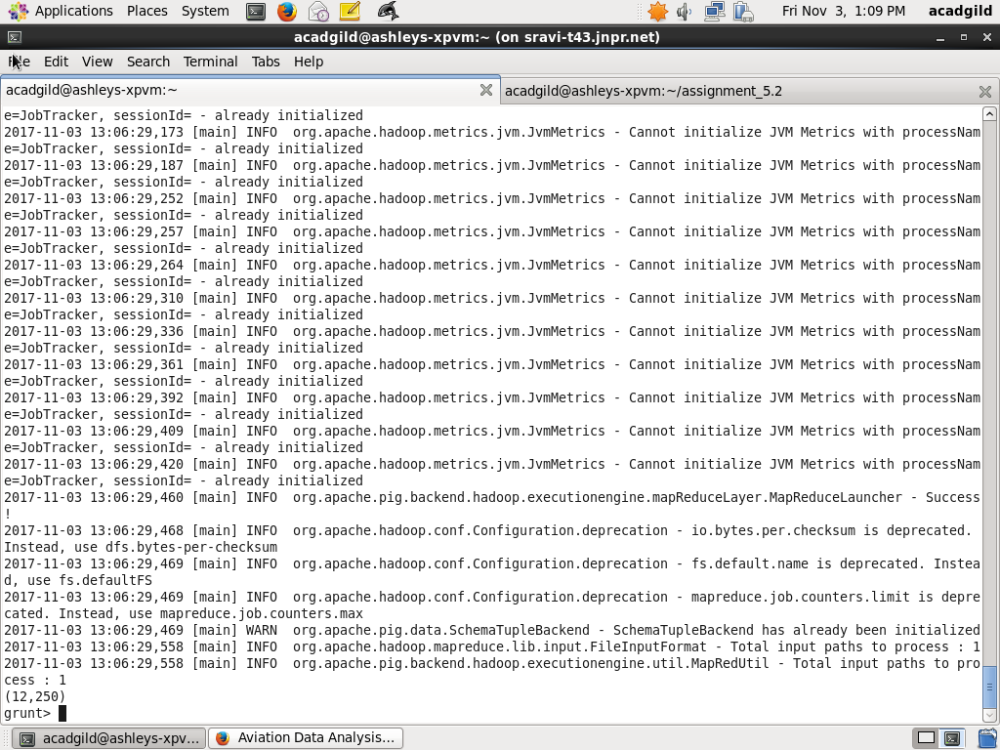 Applications Places System Fri Nov 3, 1:09 PM acadgild
acadgild@ashleys-xpvm:~ (on sravi-t43.jnpr.net)
File Edit View Search Terminal Tabs Help
acadgild@ashleys-xpvm:~ acadgild@ashleys-xpvm:~/assignment_5.2
e=JobTracker, sessionId= - already initialized
2017-11-03 13:06:29,173 [main] INFO  org.apache.hadoop.metrics.jvm.JvmMetrics - Cannot initialize JVM Metrics with processNam
e=JobTracker, sessionId= - already initialized
2017-11-03 13:06:29,187 [main] INFO  org.apache.hadoop.metrics.jvm.JvmMetrics - Cannot initialize JVM Metrics with processNam
e=JobTracker, sessionId= - already initialized
2017-11-03 13:06:29,252 [main] INFO  org.apache.hadoop.metrics.jvm.JvmMetrics - Cannot initialize JVM Metrics with processNam
e=JobTracker, sessionId= - already initialized
2017-11-03 13:06:29,257 [main] INFO  org.apache.hadoop.metrics.jvm.JvmMetrics - Cannot initialize JVM Metrics with processNam
e=JobTracker, sessionId= - already initialized
2017-11-03 13:06:29,264 [main] INFO  org.apache.hadoop.metrics.jvm.JvmMetrics - Cannot initialize JVM Metrics with processNam
e=JobTracker, sessionId= - already initialized
2017-11-03 13:06:29,310 [main] INFO  org.apache.hadoop.metrics.jvm.JvmMetrics - Cannot initialize JVM Metrics with processNam
e=JobTracker, sessionId= - already initialized
2017-11-03 13:06:29,336 [main] INFO  org.apache.hadoop.metrics.jvm.JvmMetrics - Cannot initialize JVM Metrics with processNam
e=JobTracker, sessionId= - already initialized
2017-11-03 13:06:29,361 [main] INFO  org.apache.hadoop.metrics.jvm.JvmMetrics - Cannot initialize JVM Metrics with processNam
e=JobTracker, sessionId= - already initialized
2017-11-03 13:06:29,392 [main] INFO  org.apache.hadoop.metrics.jvm.JvmMetrics - Cannot initialize JVM Metrics with processNam
e=JobTracker, sessionId= - already initialized
2017-11-03 13:06:29,409 [main] INFO  org.apache.hadoop.metrics.jvm.JvmMetrics - Cannot initialize JVM Metrics with processNam
e=JobTracker, sessionId= - already initialized
2017-11-03 13:06:29,420 [main] INFO  org.apache.hadoop.metrics.jvm.JvmMetrics - Cannot initialize JVM Metrics with processNam
e=JobTracker, sessionId= - already initialized
2017-11-03 13:06:29,460 [main] INFO  org.apache.pig.backend.hadoop.executionengine.mapReduceLayer.MapReduceLauncher - Success
!
2017-11-03 13:06:29,468 [main] INFO  org.apache.hadoop.conf.Configuration.deprecation - io.bytes.per.checksum is deprecated.
Instead, use dfs.bytes-per-checksum
2017-11-03 13:06:29,469 [main] INFO  org.apache.hadoop.conf.Configuration.deprecation - fs.default.name is deprecated. Instea
d, use fs.defaultFS
2017-11-03 13:06:29,469 [main] INFO  org.apache.hadoop.conf.Configuration.deprecation - mapreduce.job.counters.limit is depre
cated. Instead, use mapreduce.job.counters.max
2017-11-03 13:06:29,469 [main] WARN  org.apache.pig.data.SchemaTupleBackend - SchemaTupleBackend has already been initialized
2017-11-03 13:06:29,558 [main] INFO  org.apache.hadoop.mapreduce.lib.input.FileInputFormat - Total input paths to process : 1
2017-11-03 13:06:29,558 [main] INFO  org.apache.pig.backend.hadoop.executionengine.util.MapRedUtil - Total input paths to pro
cess : 1
(12,250)
grunt>
acadgild@ashleys-xpv... Aviation Data Analysis...